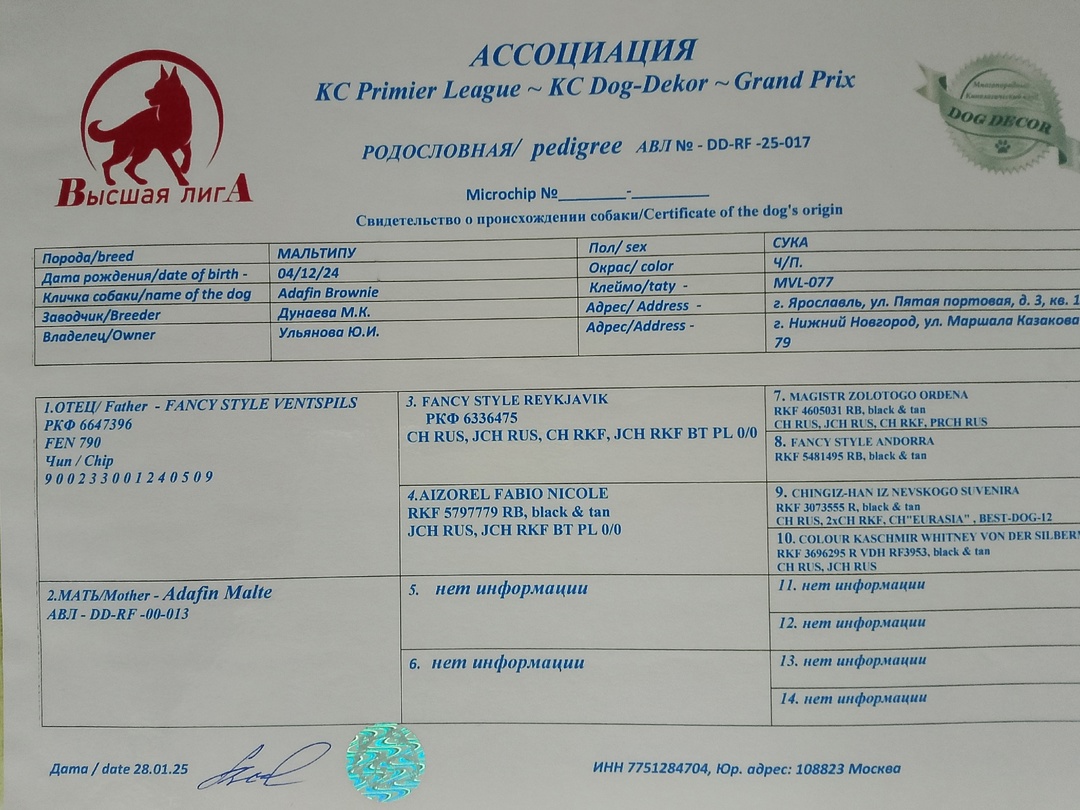 АССОЦИАЦИЯ
KC Primier League ~ KC Dog-Dekor ~ Grand Prix
Высшая лигА
DOG DECOR
РОДОСЛОВНАЯ/ pedigree АВЛ № - DD-RF -25-017
Microchip №________-_________
Свидетельство о происхождении собаки/Certificate of the dog's origin
Порода/breed МАЛЬТИПУ Пол/ sex СУКА
Дата рождения/date of birth - 04/12/24 Окрас/ color Ч/П.
Кличка собаки/name of the dog Adafin Brownie Клеймо/taty - MVL-077
Заводчик/Breeder Дунаева М.К. Адрес/ Address - г. Ярославль, ул. Пятая портовая, д. 3, кв. 1
Владелец/Owner Ульянова Ю.И. Адрес/Address - г. Нижний Новгород, ул. Маршала Казакова
79
1.ОТЕЦ/ Father - FANCY STYLE VENTSPILS
РКФ 6647396
FEN 790
Чип / Chip
900233001240509
3. FANCY STYLE REYKJAVIK
РКФ 6336475
CH RUS, JCH RUS, CH RKF, JCH RKF BT PL 0/0
7. MAGISTR ZOLOTOGO ORDENA
RKF 4605031 RB, black & tan
CH RUS, JCH RUS, CH RKF, PRCH RUS
8. FANCY STYLE ANDORRA
RKF 5481495 RB, black & tan
4.AIZOREL FABIO NICOLE
RKF 5797779 RB, black & tan
JCH RUS, JCH RKF BT PL 0/0
9. CHINGIZ-HAN IZ NEVSKOGO SUVENIRA
RKF 3073555 R, black & tan
CH RUS, 2xCH RKF, CH"EURASIA" , BEST-DOG-12
10. COLOUR KASCHMIR WHITNEY VON DER SILBERM
RKF 3696295 R VDH RF3953, black & tan
CH RUS, JCH RUS
2.МАТЬ/Mother - Adafin Malte
АВЛ - DD-RF -00-013
5. нет информации
6. нет информации
11. нет информации
12. нет информации
13. нет информации
14. нет информации
Дата / date 28.01.25
ИНН 7751284704, Юр. адрес: 108823 Москва